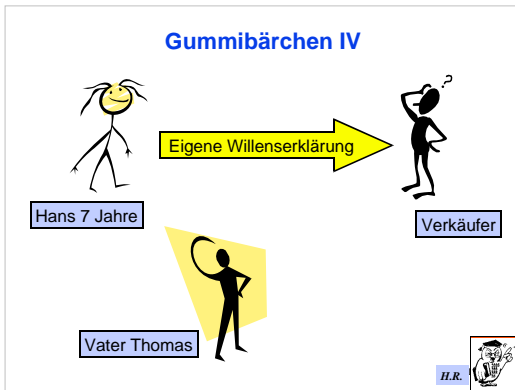 Gummibärchen IV
?
Eigene Willenserklärung
Hans 7 Jahre
Verkäufer
Vater Thomas
H.R.